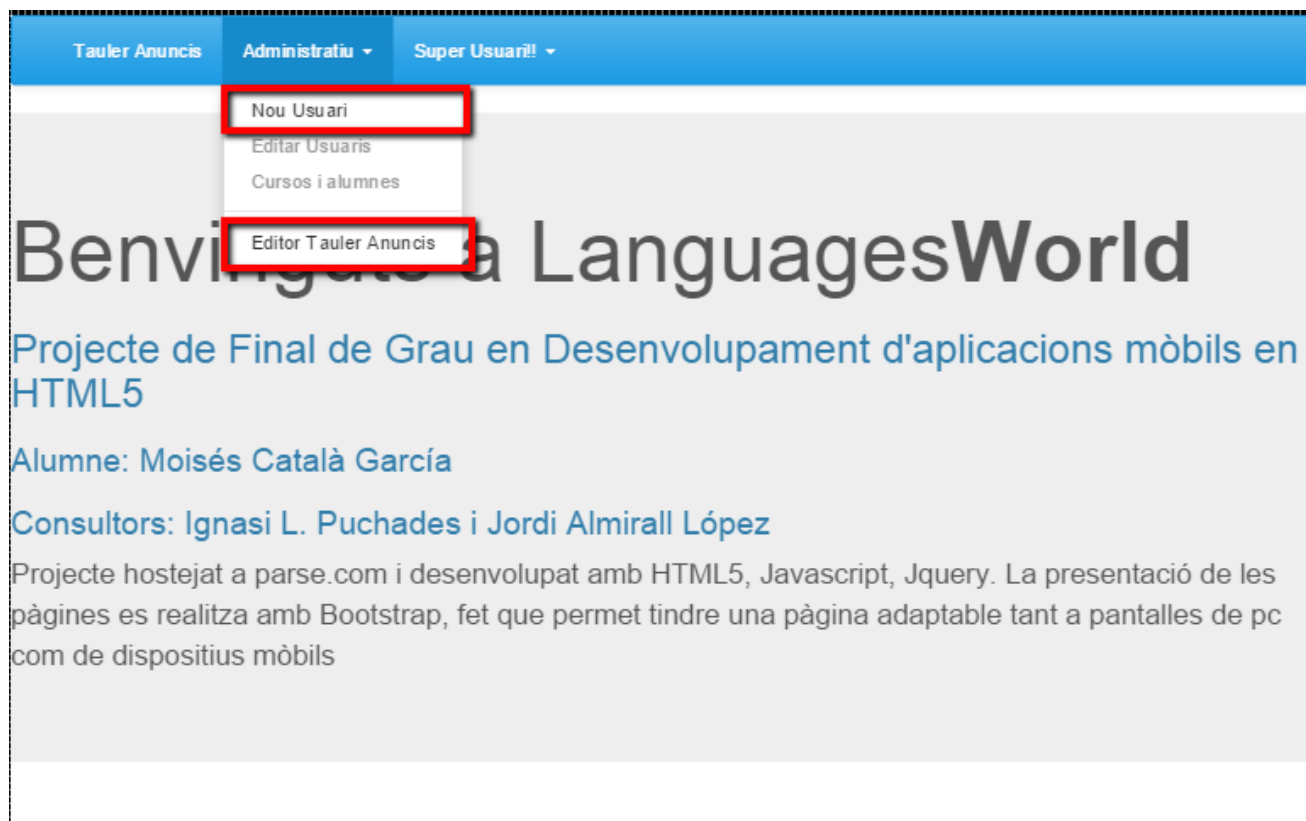 Tauler Anuncis Administratiu Super Usuari!!
Nou Usuari
Editar Usuaris
Cursos i alumnes
Editor Tauler Anuncis
a LanguagesWorld
Projecte de Final de Grau en Desenvolupament d'aplicacions mòbils en
HTML5
Alumne: Moisés Català García
Consultors: Ignasi L. Puchades i Jordi Almirall López
Projecte hostejat a parse.com i desenvolupat amb HTML5, Javascript, Jquery. La presentació de les
pàgines es realitza amb Bootstrap, fet que permet tindre una pàgina adaptable tant a pantalles de pc
com de dispositius mòbils